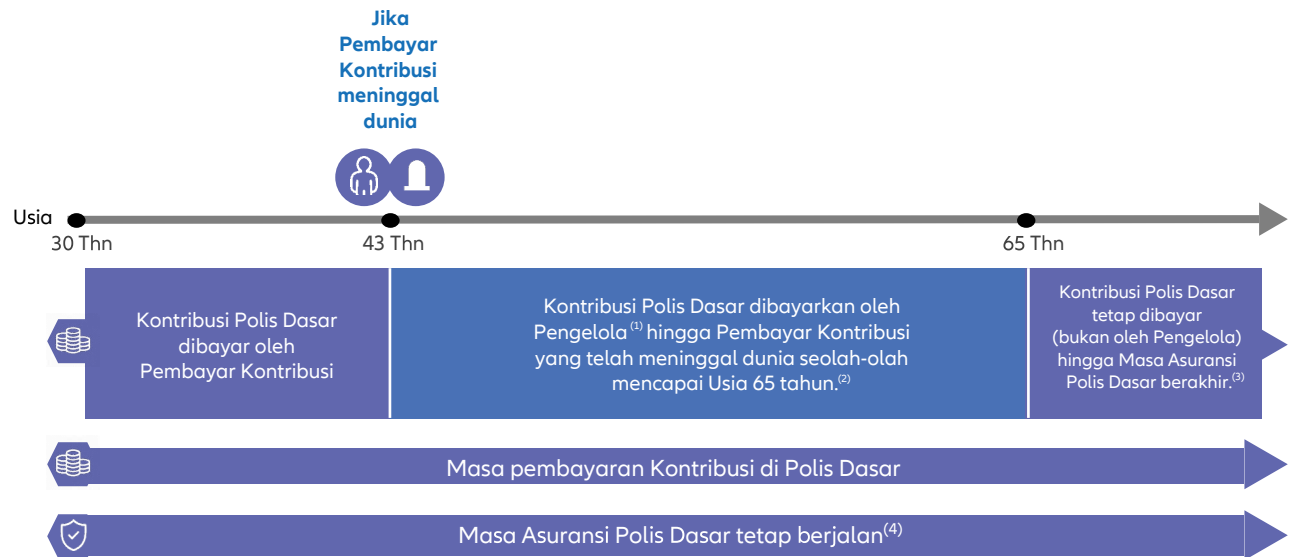 Jika
Pembayar
Kontribusi
meninggal
dunia
Usia
30 Thn
43 Thn
65 Thn
Kontribusi Polis Dasar
dibayar oleh
Pembayar Kontribusi
Kontribusi Polis Dasar dibayarkan oleh
Pengelola (1) hingga Pembayar Kontribusi
yang telah meninggal dunia seolah-olah
mencapai Usia 65 tahun.(2)
Kontribusi Polis Dasar
tetap dibayar
(bukan oleh Pengelola)
hingga Masa Asuransi
Polis Dasar berakhir.(3)
Masa pembayaran Kontribusi di Polis Dasar
Masa Asuransi Polis Dasar tetap berjalan(4)